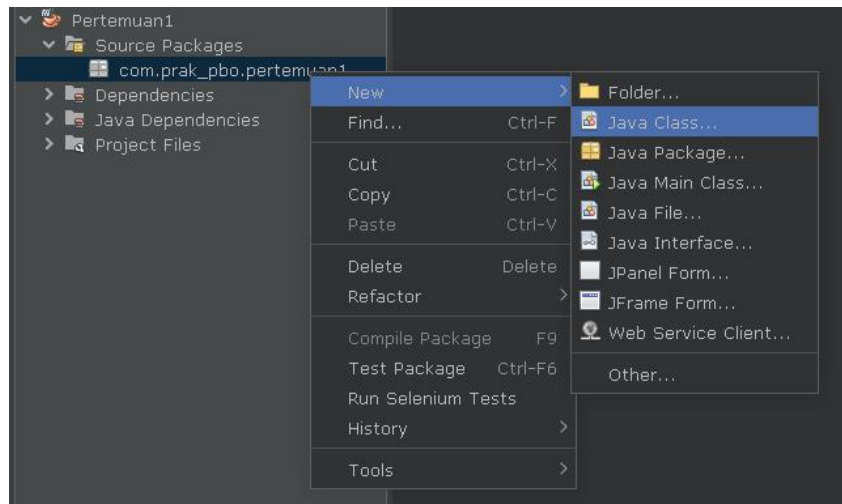 Pertemuan1
Source Packages
com.prak_pbo.pertemuan1
Dependencies
Java Dependencies
Project Files
New
Find... Ctrl-F
Cut Ctrl-X
Copy Ctrl-C
Paste Ctrl-V
Delete Delete
Refactor
Compile Package F9
Test Package Ctrl-F6
Run Selenium Tests
History
Tools
Folder...
Java Class...
Java Package...
Java Main Class...
Java File...
Java Interface...
JPanel Form...
JFrame Form...
Web Service Client...
Other...